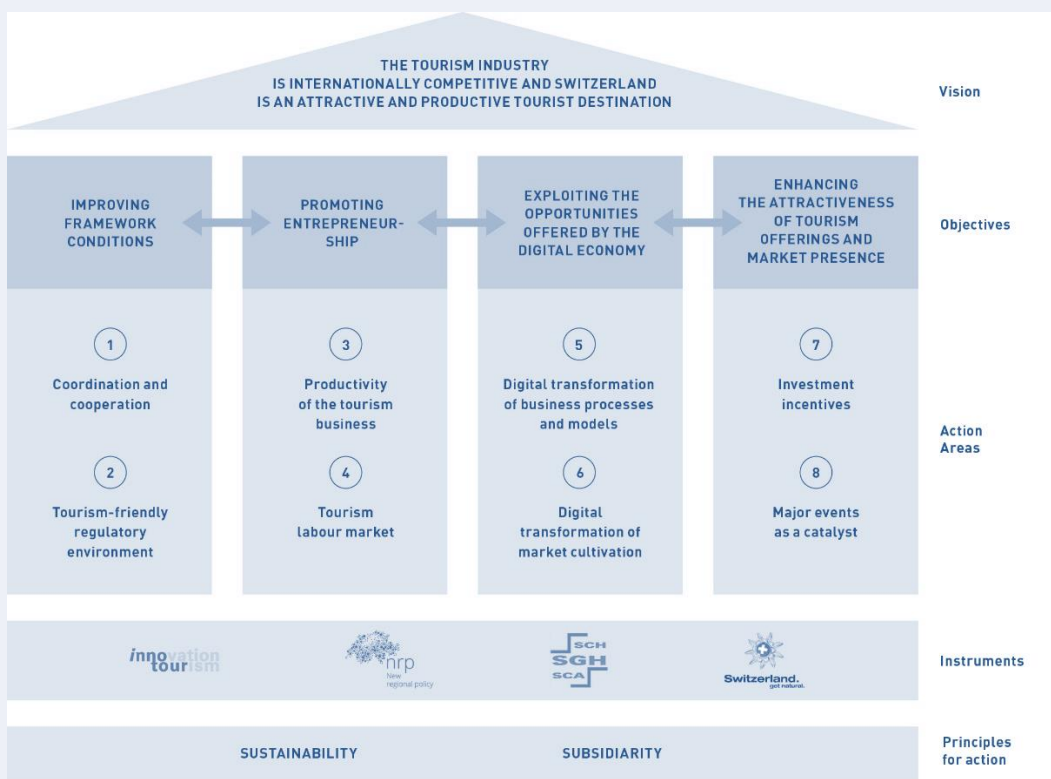 THE TOURISM INDUSTRY
IS INTERNATIONALLY COMPETITIVE AND SWITZERLAND
IS AN ATTRACTIVE AND PRODUCTIVE TOURIST DESTINATION
Vision
IMPROVING
FRAMEWORK
CONDITIONS
PROMOTING
ENTREPRENEUR-
SHIP
EXPLOITING THE
OPPORTUNITIES
OFFERED BY THE
DIGITAL ECONOMY
ENHANCING
THE ATTRACTIVENESS
OF TOURISM
OFFERINGS AND
MARKET PRESENCE
Objectives
1
Coordination and
cooperation
2
Tourism-friendly
regulatory
environment
3
Productivity
of the tourism
business
4
Tourism
labour market
5
Digital transformation
of business processes
and models
6
Digital
transformation of
market cultivation
7
Investment
incentives
8
Major events
as a catalyst
Action
Areas
innovation
tourism
nrp
New
regional policy
SCH
SGH
SCA
Switzerland.
get natural.
Instruments
SUSTAINABILITY
SUBSIDIARITY
Principles
for action